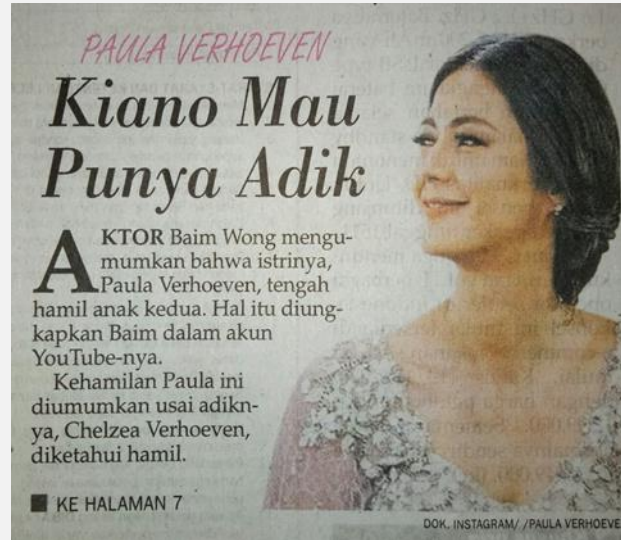 PAULA VERHOEVEN
Kiano Mau
Punya Adik
AKTOR Baim Wong mengu-
mumkan bahwa istrinya,
Paula Verhoeven, tengah
hamil anak kedua. Hal itu diung-
kapkan Baim dalam akun
YouTube-nya.
Kehamilan Paula ini
diumumkan usai adikn-
ya, Chelzea Verhoeven,
diketahui hamil.
KE HALAMAN 7
DOK. INSTAGRAM/ /PAULA VERHOEVE